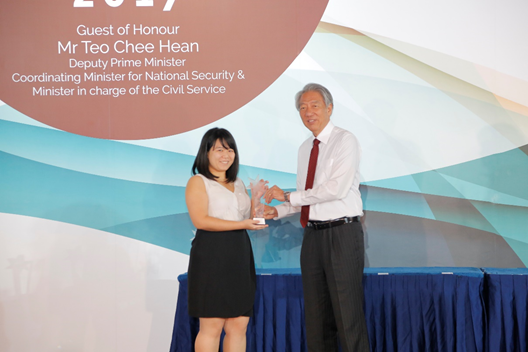 2017
Guest of Honour
Mr Teo Chee Hean
Deputy Prime Minister
Coordinating Minister for National Security &
Minister in charge of the Civil Service